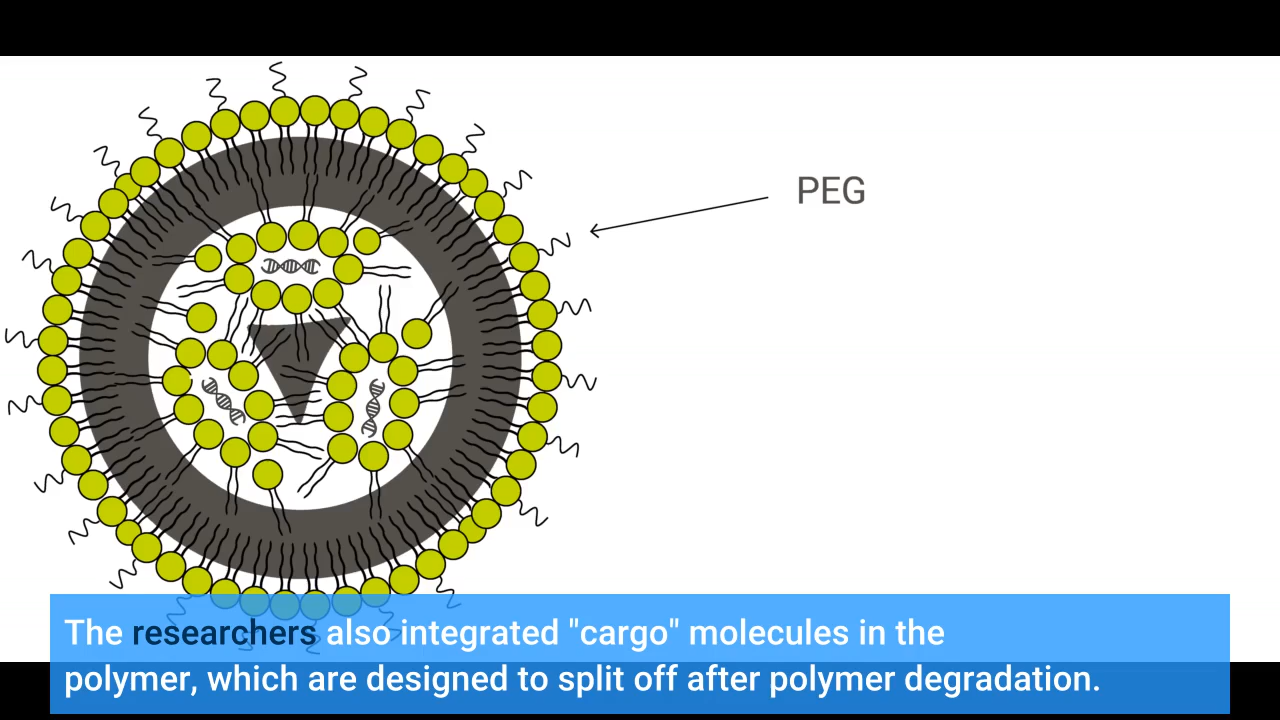 PEG
The researchers also integrated "cargo" molecules in the
polymer, which are designed to split off after polymer degradation.